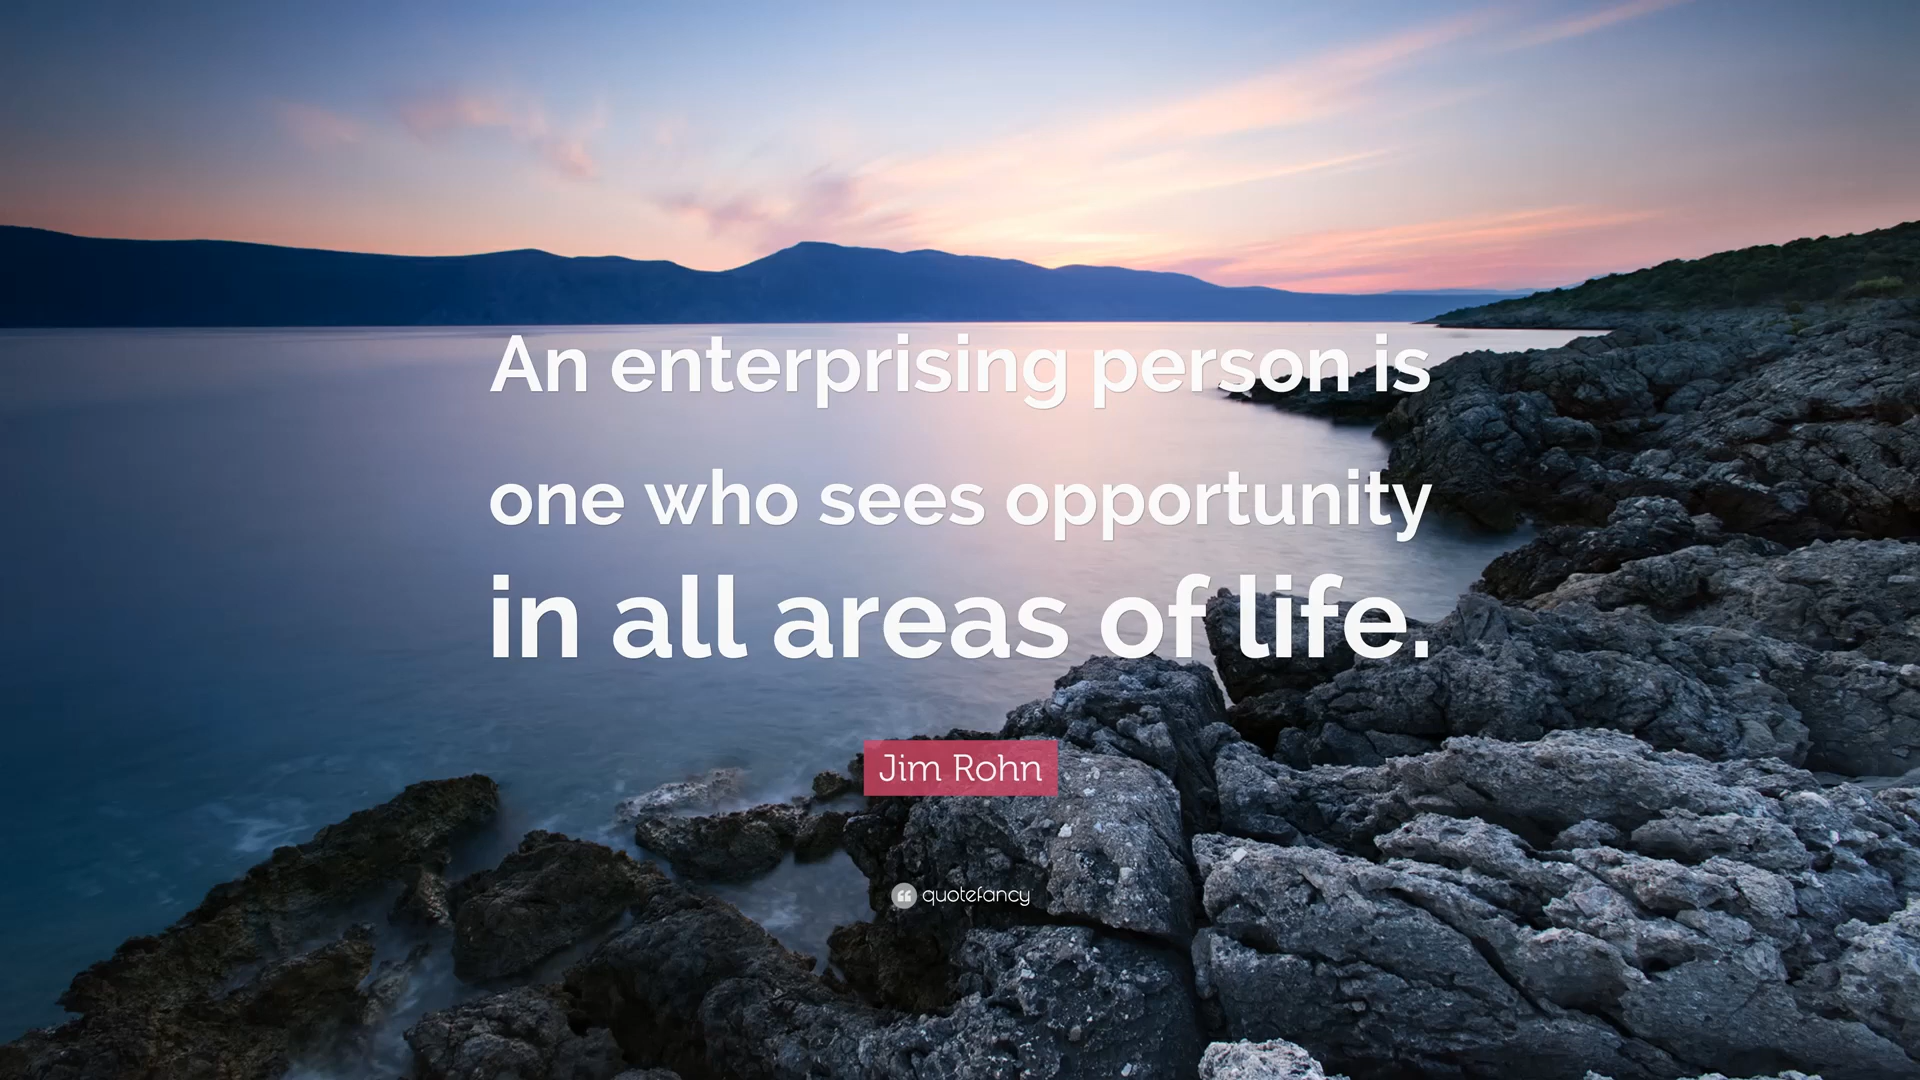 An enterprising person is
one who sees opportunity
in all areas of life.
Jim Rohn
quotefancy